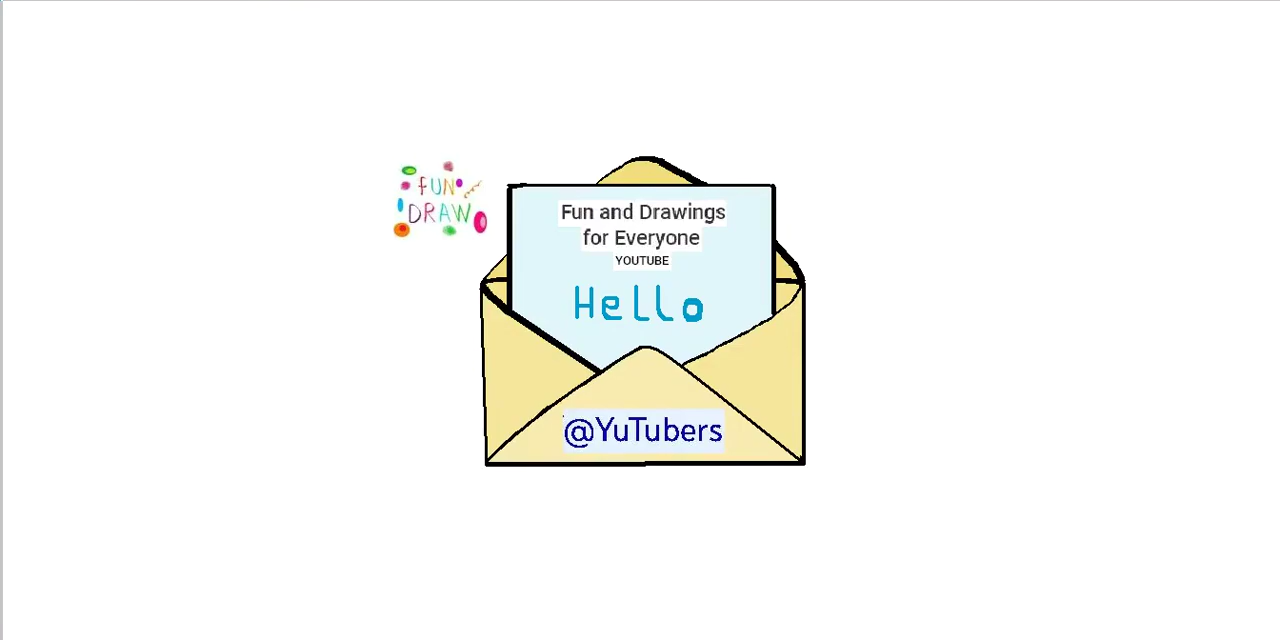 FUN
DRAW
Fun and Drawings
for Everyone
YOUTUBE
Hello
@YuTubers